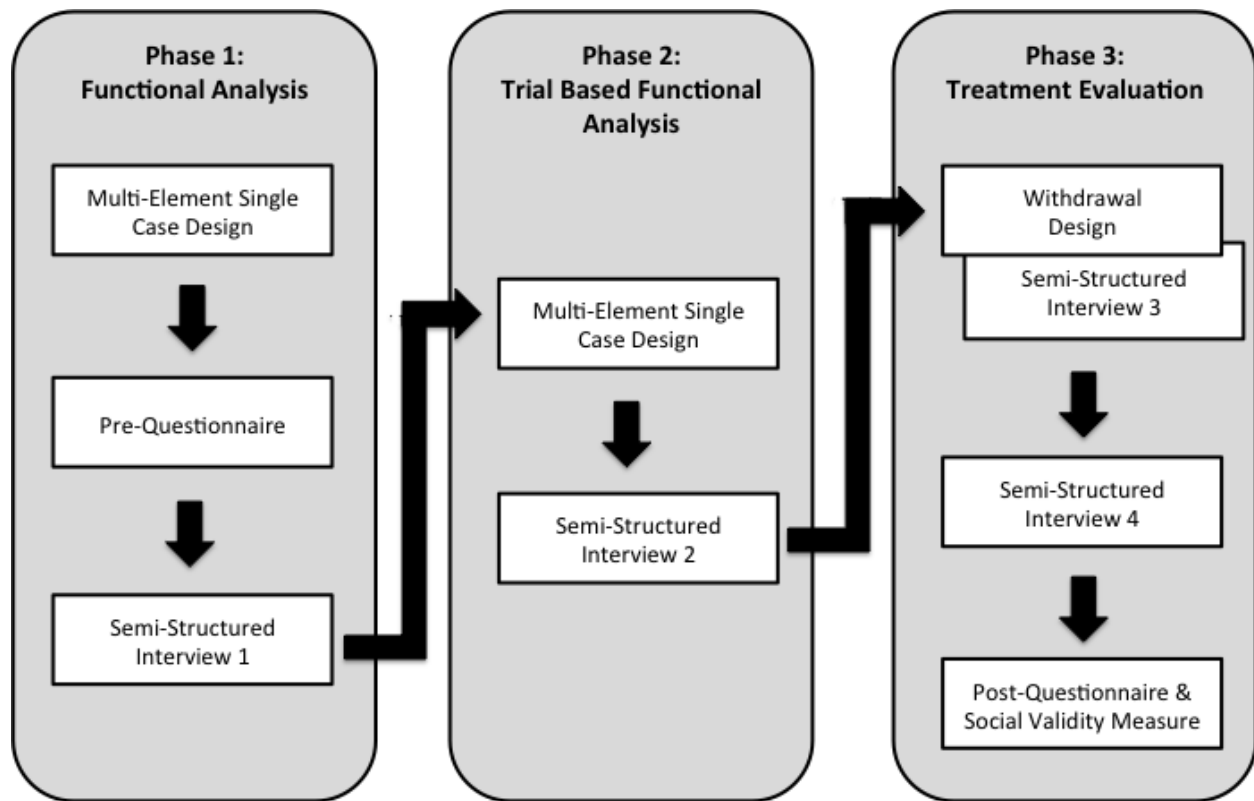 Phase 1:
Functional Analysis
Multi-Element Single
Case Design
Pre-Questionnaire
Semi-Structured
Interview 1
Phase 2:
Trial Based Functional
Analysis
Multi-Element Single
Case Design
Semi-Structured
Interview 2
Phase 3:
Treatment Evaluation
Withdrawal
Design
Semi-Structured
Interview 3
Semi-Structured
Interview 4
Post-Questionnaire &
Social Validity Measure